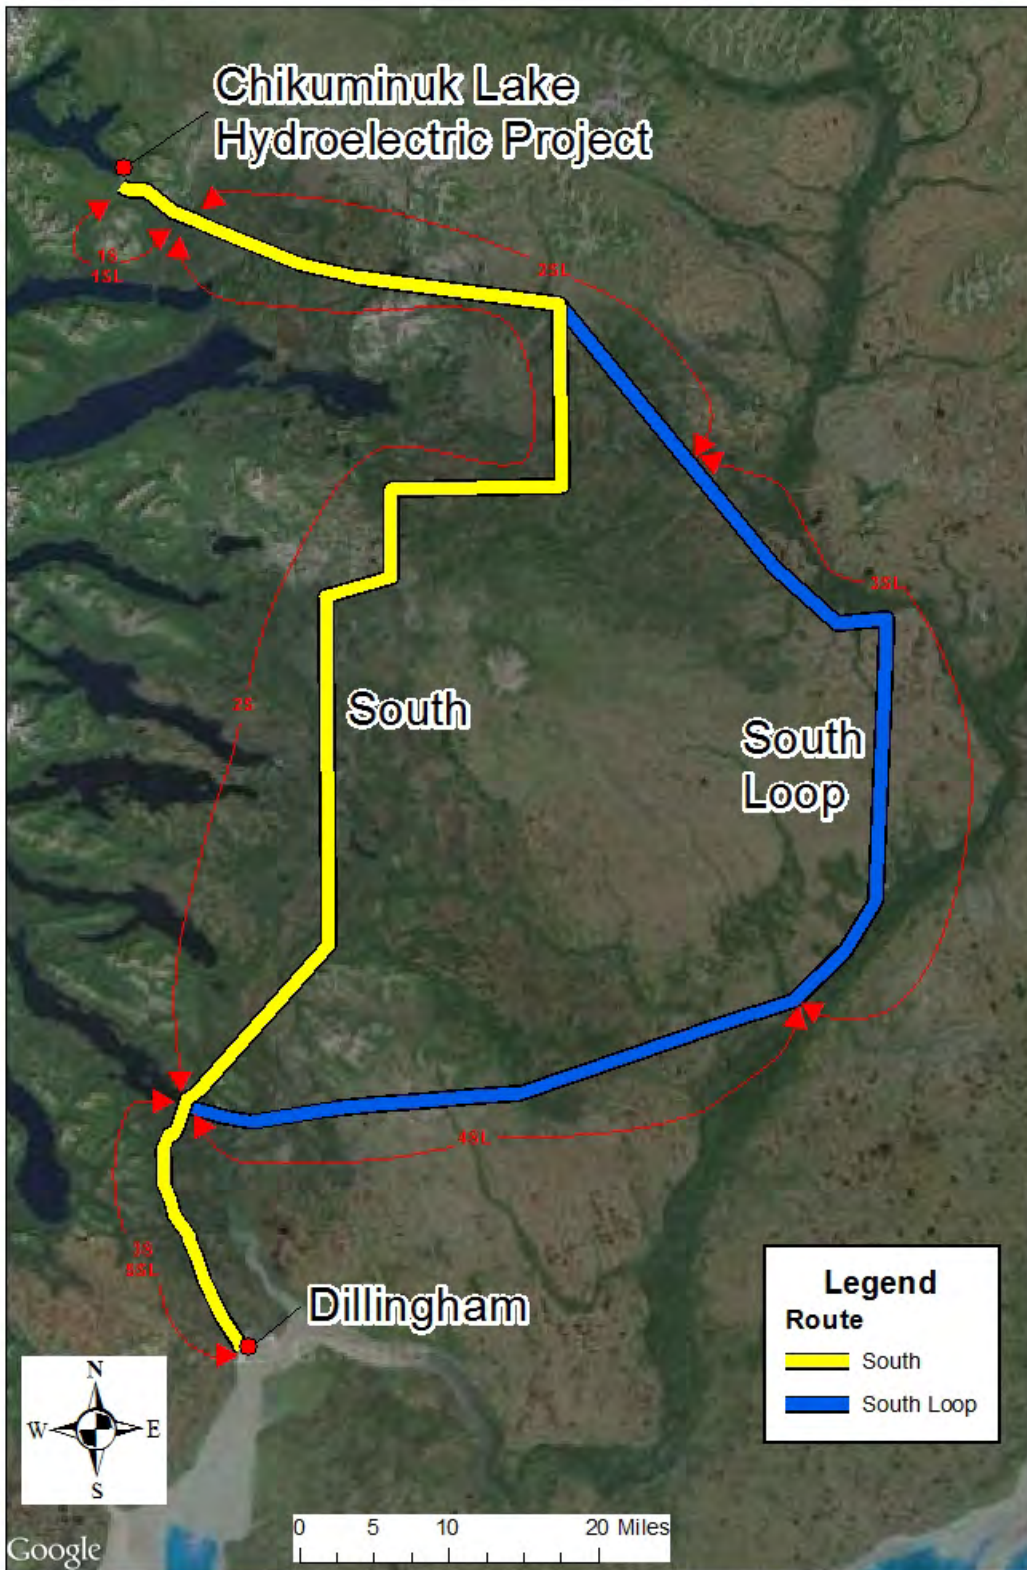 Chikuminuk Lake
Hydroelectric Project
1S
1SL
2SL
2S
3SL
South
South
Loop
4SL
3S
5SL
Dillingham
Legend
Route
South
South Loop
N
W
E
S
0 5 10 20 Miles
Google